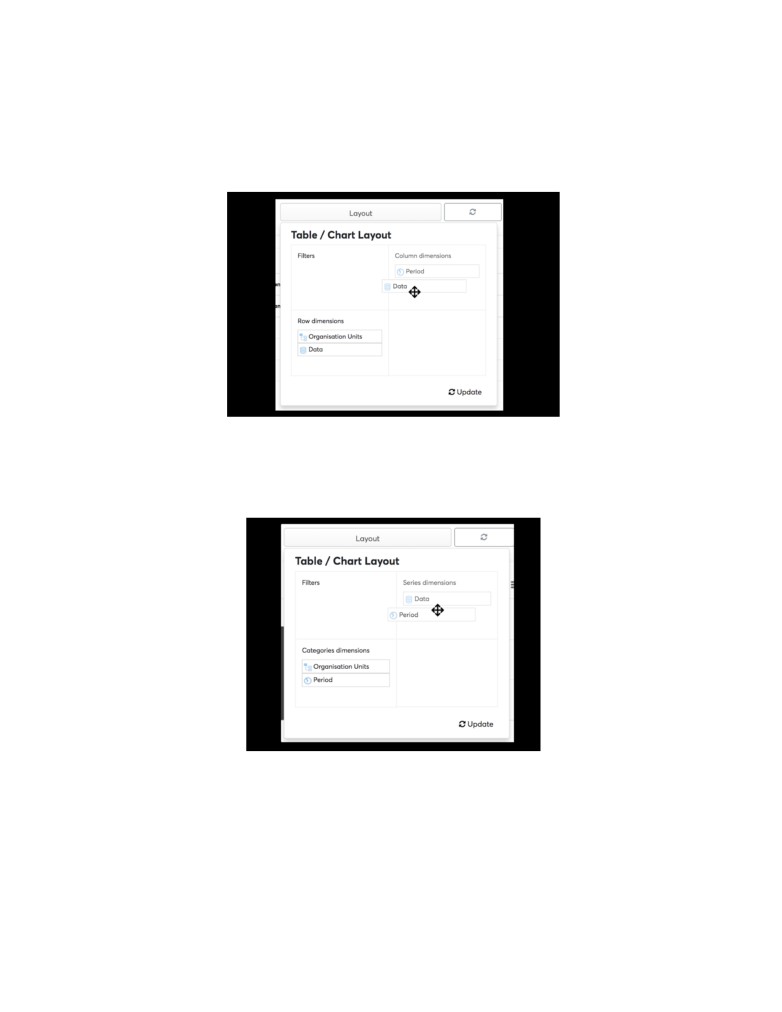 Layout
Table / Chart Layout
Filters
Column dimensions
Period
Data
Row dimensions
Organisation Units
Data
Update
Layout
Table / Chart Layout
Filters
Series dimensions
Data
Period
Categories dimensions
Organisation Units
Period
Update